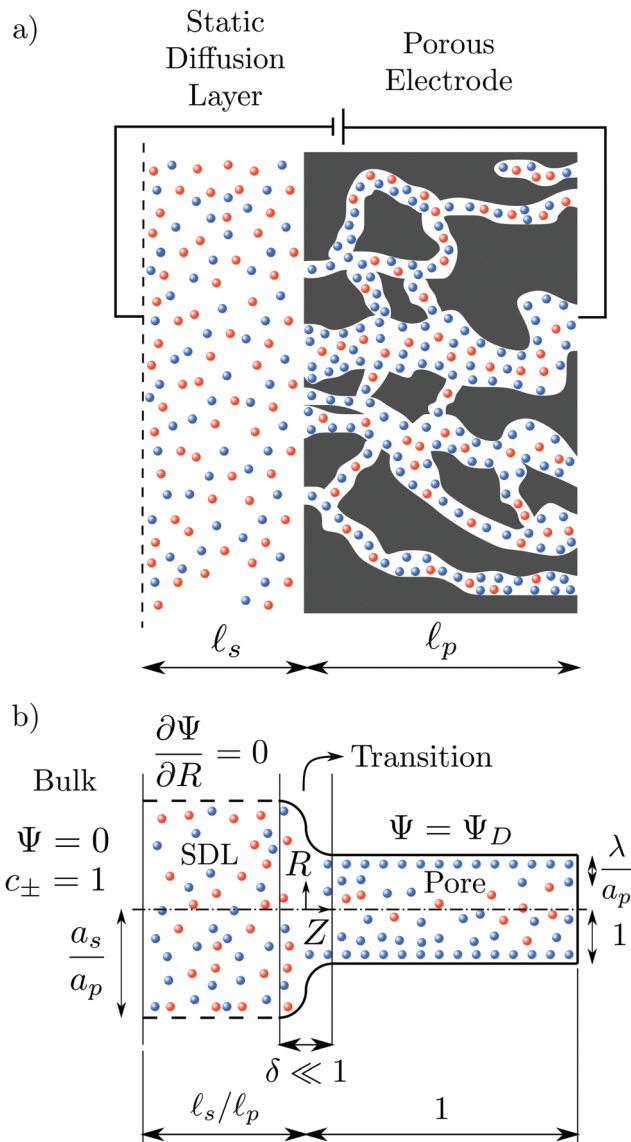 a)
Static
Diffusion
Layer
Porous
Electrode
ℓ_s
ℓ_p
b)
∂Ψ/∂R = 0
Transition
Bulk
Ψ = 0
c_± = 1
SDL
R
Z
Ψ = Ψ_D
Pore
λ/a_p
a_s/a_p
1
δ ≪ 1
ℓ_s/ℓ_p
1